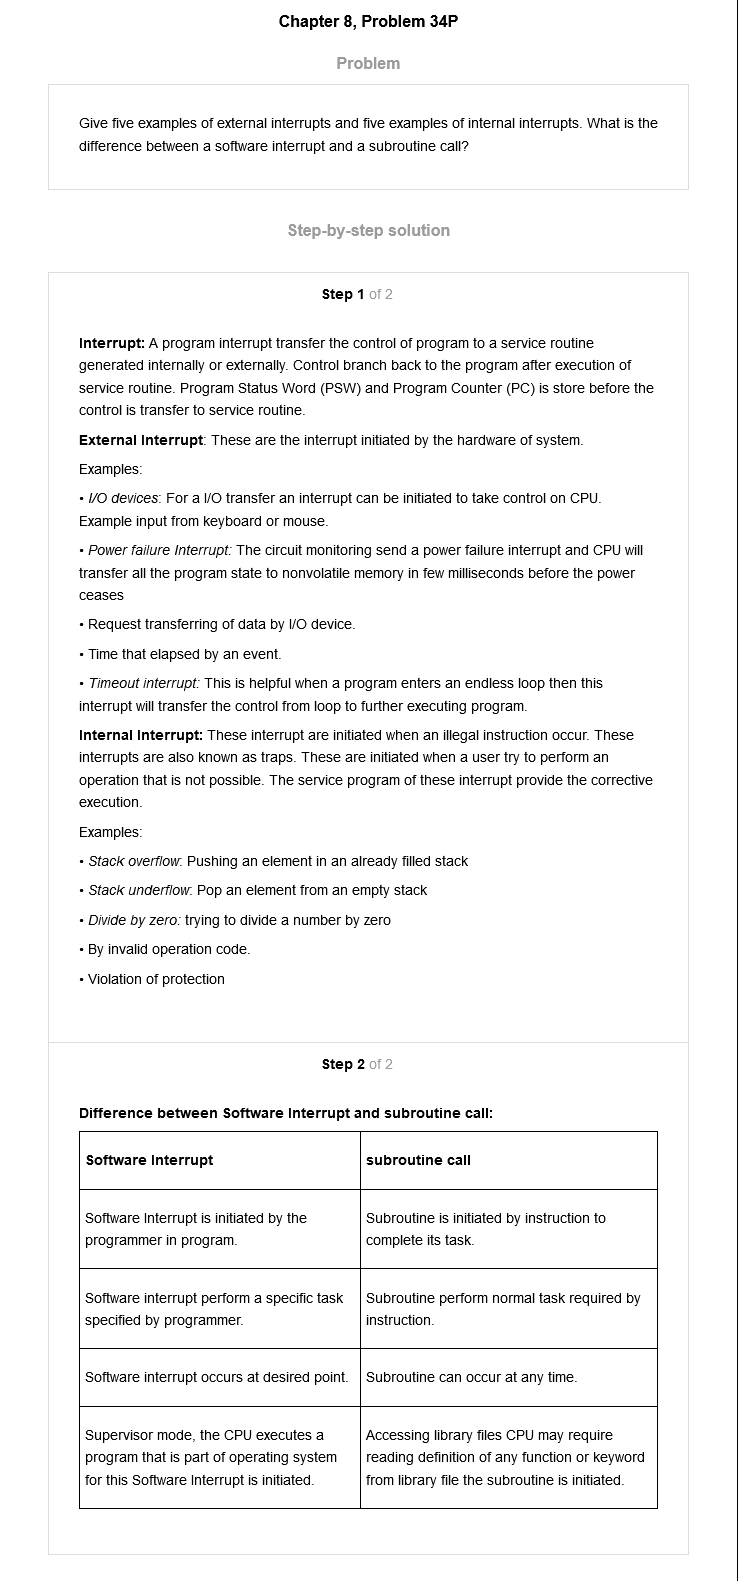 Chapter 8, Problem 34P
Problem
Give five examples of external interrupts and five examples of internal interrupts. What is the
difference between a software interrupt and a subroutine call?
Step-by-step solution
Step 1 of 2
Interrupt: A program interrupt transfer the control of program to a service routine
generated internally or externally. Control branch back to the program after execution of
service routine. Program Status Word (PSW) and Program Counter (PC) is store before the
control is transfer to service routine.
External Interrupt: These are the interrupt initiated by the hardware of system.
Examples:
• I/O devices: For a I/O transfer an interrupt can be initiated to take control on CPU.
Example input from keyboard or mouse.
• Power failure Interrupt: The circuit monitoring send a power failure interrupt and CPU will
transfer all the program state to nonvolatile memory in few milliseconds before the power
ceases
• Request transferring of data by I/O device.
• Time that elapsed by an event.
• Timeout interrupt: This is helpful when a program enters an endless loop then this
interrupt will transfer the control from loop to further executing program.
Internal Interrupt: These interrupt are initiated when an illegal instruction occur. These
interrupts are also known as traps. These are initiated when a user try to perform an
operation that is not possible. The service program of these interrupt provide the corrective
execution.
Examples:
• Stack overflow: Pushing an element in an already filled stack
• Stack underflow: Pop an element from an empty stack
• Divide by zero: trying to divide a number by zero
• By invalid operation code.
• Violation of protection
Step 2 of 2
Difference between Software Interrupt and subroutine call:
Software Interrupt
subroutine call
Software Interrupt is initiated by the
programmer in program.
Subroutine is initiated by instruction to
complete its task.
Software interrupt perform a specific task
specified by programmer.
Subroutine perform normal task required by
instruction.
Software interrupt occurs at desired point.
Subroutine can occur at any time.
Supervisor mode, the CPU executes a
program that is part of operating system
for this Software Interrupt is initiated.
Accessing library files CPU may require
reading definition of any function or keyword
from library file the subroutine is initiated.